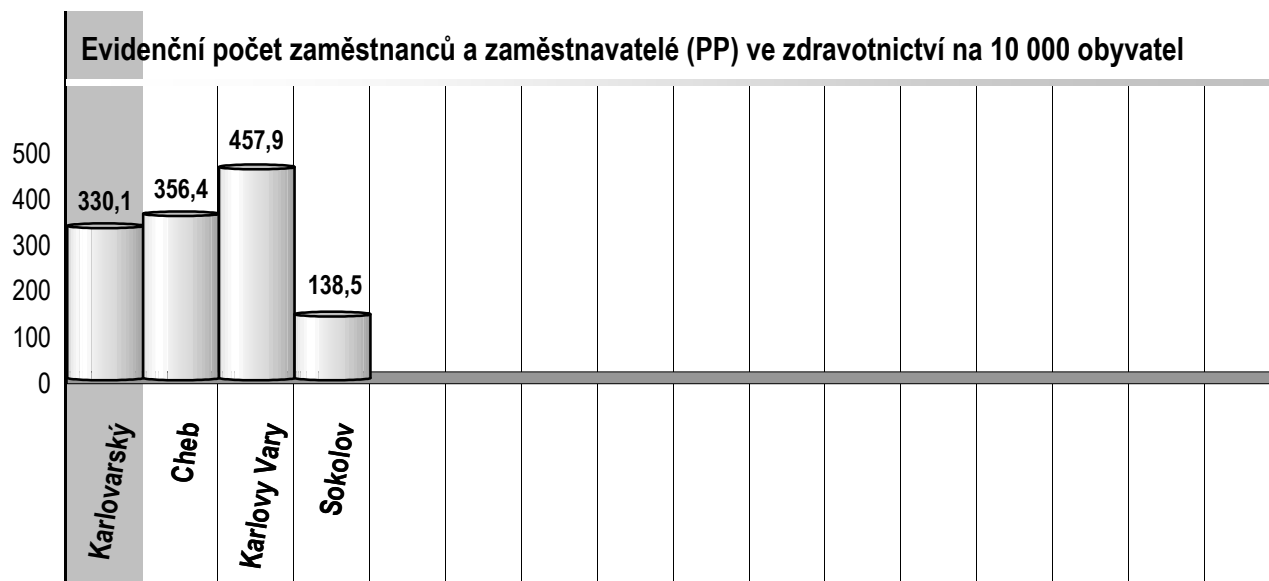 Evidenční počet zaměstnanců a zaměstnavatelé (PP) ve zdravotnictví na 10 000 obyvatel
500
400
300
200
100
0
330,1
356,4
457,9
138,5
Karlovarský
Cheb
Karlovy Vary
Sokolov